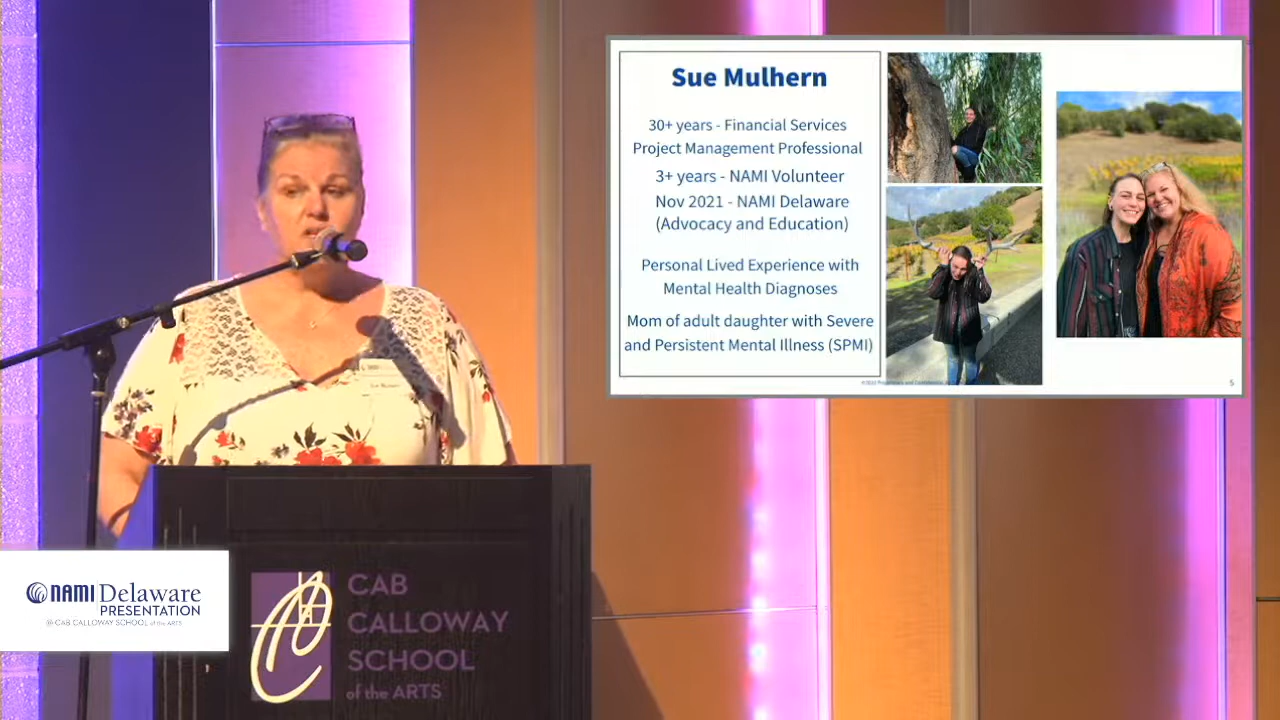 Sue Mulhern
30+ years - Financial Services
Project Management Professional
3+ years - NAMI Volunteer
Nov 2021 - NAMI Delaware
(Advocacy and Education)
Personal Lived Experience with
Mental Health Diagnoses
Mom of adult daughter with Severe
and Persistent Mental Illness (SPMI)
5
NAMI Delaware
PRESENTATION
@ CAB CALLOWAY SCHOOL of the ARTS
CAB
CALLOWAY
SCHOOL
of the ARTS